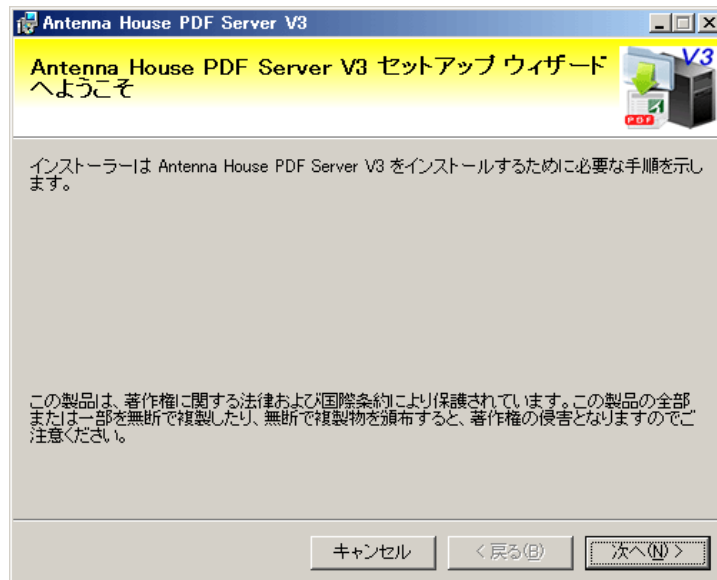 Antenna House PDF Server V3
Antenna House PDF Server V3 セットアップ ウィザード
へようこそ
V3
PDF
インストーラーは Antenna House PDF Server V3 をインストールするために必要な手順を示し
ます。
この製品は、著作権に関する法律および国際条約により保護されています。この製品の全部
または一部を無断で複製したり、無断で複製物を頒布すると、著作権の侵害となりますのでご
注意ください。
キャンセル
< 戻る(B)
次へ(N) >